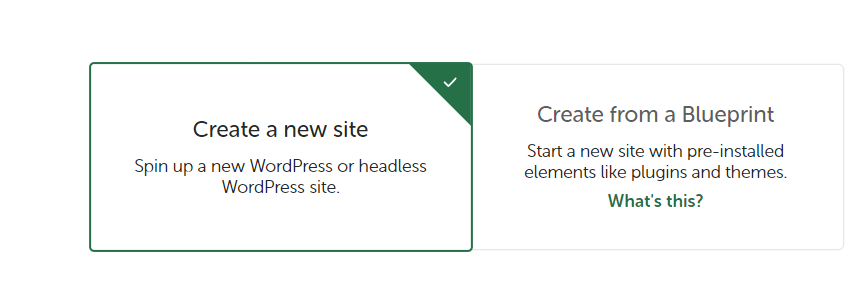 Create a new site
Spin up a new WordPress or headless
WordPress site.
Create from a Blueprint
Start a new site with pre-installed
elements like plugins and themes.
What's this?